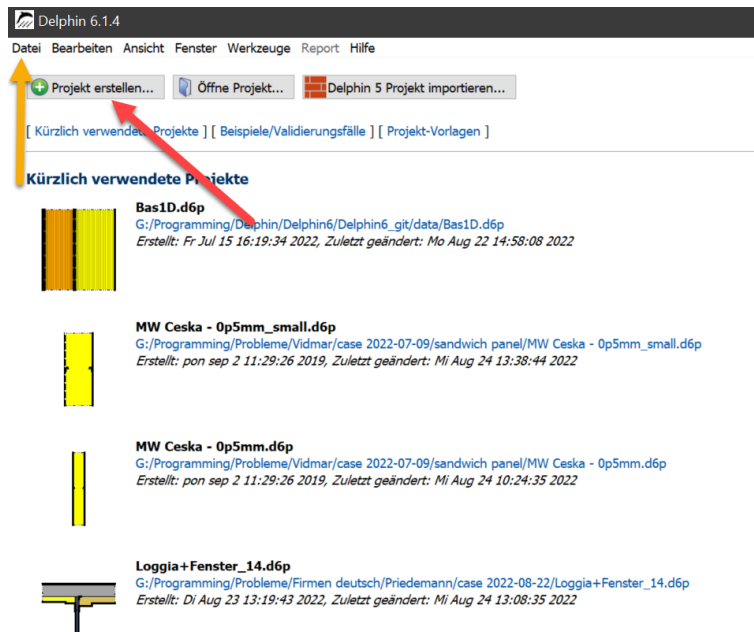 Delphin 6.1.4
Datei Bearbeiten Ansicht Fenster Werkzeuge Report Hilfe
Projekt erstellen... Öffne Projekt... Delphin 5 Projekt importieren...
[ Kürzlich verwendete Projekte ] [ Beispiele/Validierungsfälle ] [ Projekt-Vorlagen ]
Kürzlich verwendete Projekte
Bas1D.d6p
G:/Programming/Delphin/Delphin6/Delphin6_git/data/Bas1D.d6p
Erstellt: Fr Jul 15 16:19:34 2022, Zuletzt geändert: Mo Aug 22 14:58:08 2022
MW Ceska - 0p5mm_small.d6p
G:/Programming/Probleme/Vidmar/case 2022-07-09/sandwich panel/MW Ceska - 0p5mm_small.d6p
Erstellt: pon sep 2 11:29:26 2019, Zuletzt geändert: Mi Aug 24 13:38:44 2022
MW Ceska - 0p5mm.d6p
G:/Programming/Probleme/Vidmar/case 2022-07-09/sandwich panel/MW Ceska - 0p5mm.d6p
Erstellt: pon sep 2 11:29:26 2019, Zuletzt geändert: Mi Aug 24 10:24:35 2022
Loggia+Fenster_14.d6p
G:/Programming/Probleme/Firmen deutsch/Priedemann/case 2022-08-22/Loggia+Fenster_14.d6p
Erstellt: Di Aug 23 13:19:43 2022, Zuletzt geändert: Mi Aug 24 13:08:35 2022